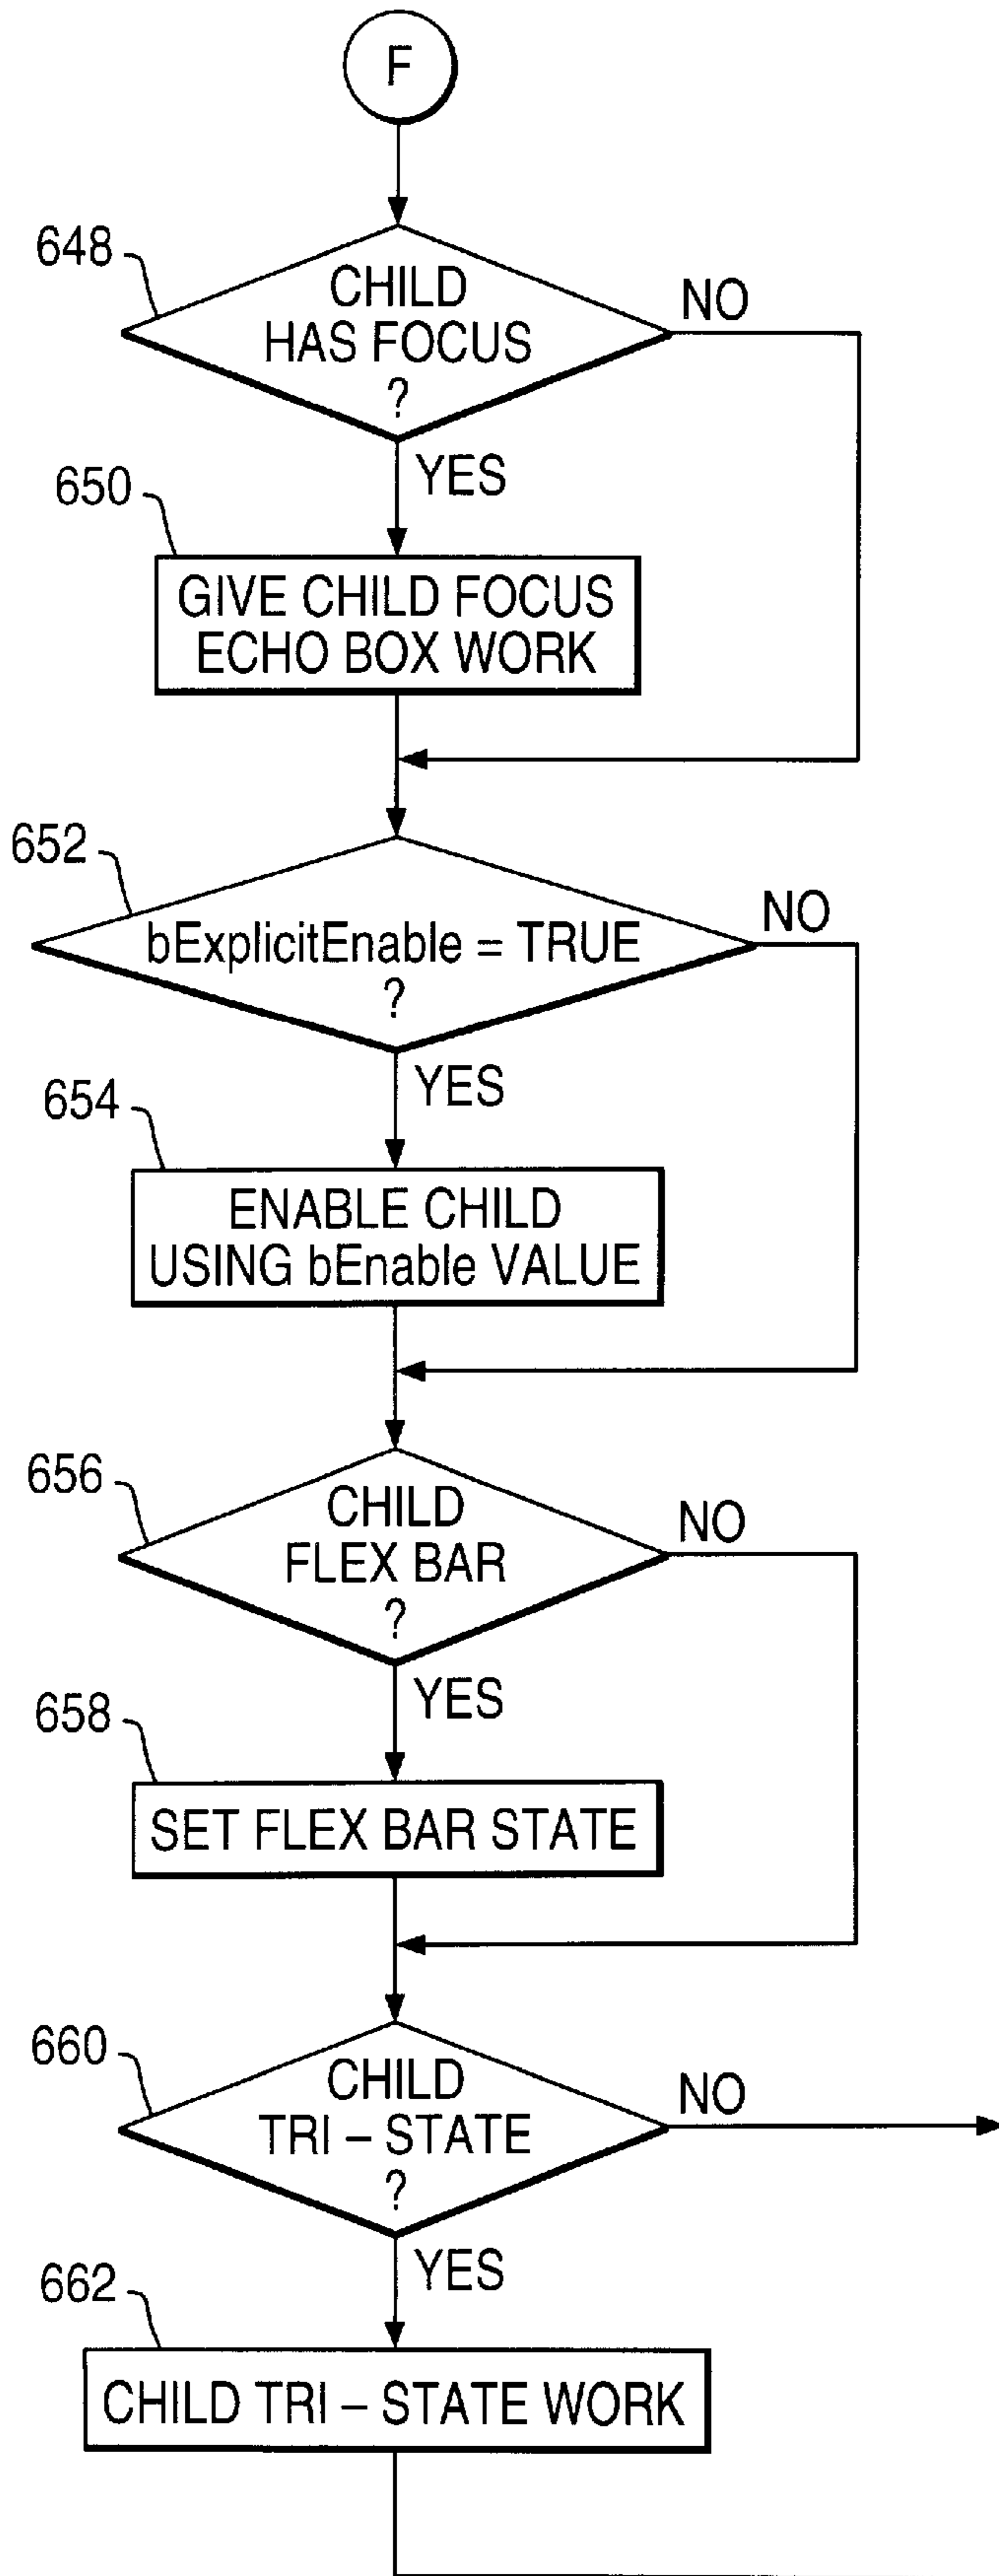 F
648
CHILD
HAS FOCUS
?
NO
YES
650
GIVE CHILD FOCUS
ECHO BOX WORK
652
bExplicitEnable = TRUE
?
NO
YES
654
ENABLE CHILD
USING bEnable VALUE
656
CHILD
FLEX BAR
?
NO
YES
658
SET FLEX BAR STATE
660
CHILD
TRI – STATE
?
NO
YES
662
CHILD TRI – STATE WORK